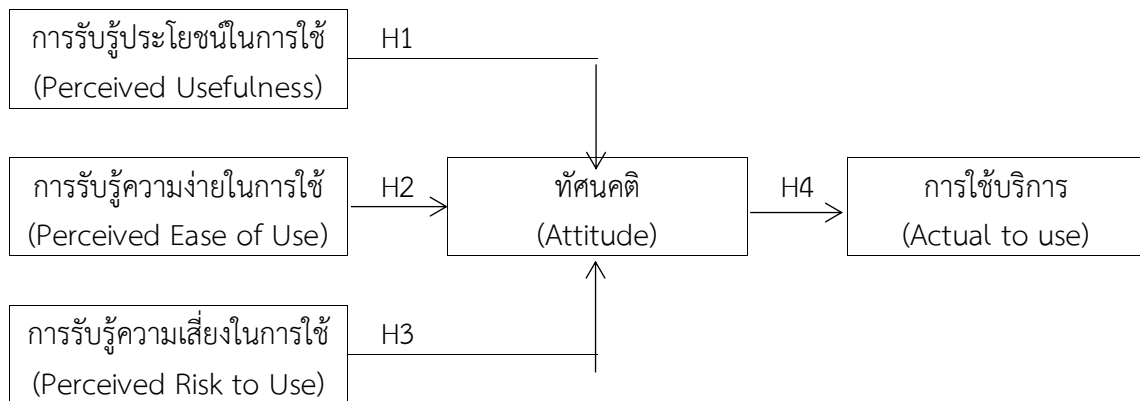 การรับรู้ประโยชน์ในการใช้
(Perceived Usefulness)
H1
การรับรู้ความง่ายในการใช้
(Perceived Ease of Use)
H2
ทัศนคติ
(Attitude)
H4
การใช้บริการ
(Actual to use)
การรับรู้ความเสี่ยงในการใช้
(Perceived Risk to Use)
H3